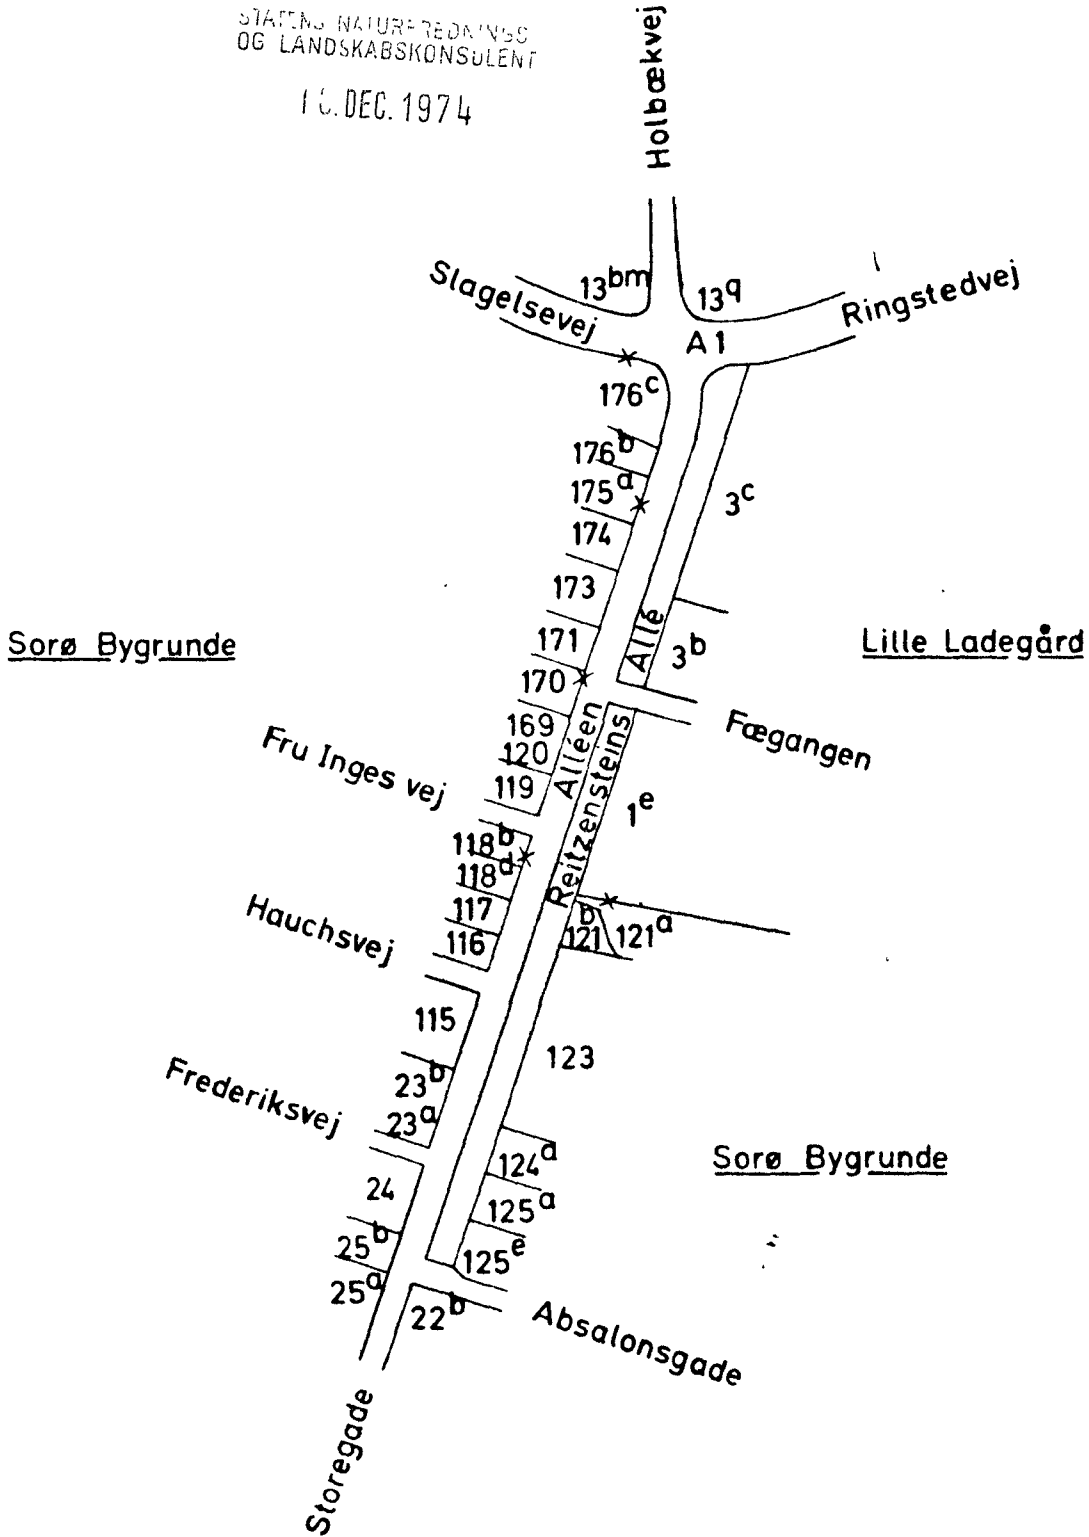 STATENS NATURFREDNINGS
OG LANDSKABSKONSULENT
DEC. 1974
Holbækvej
Slagelsevej
13bm
13q
Ringstedvej
A1
176c
176b
175d
3c
174
173
Allé
171
3b
Sorø Bygrunde
Lille Ladegård
170
Fægangen
169
Alléen
Reitzensteins
120
Fru Inges vej
119
1e
118b
118d
Hauchsvej
117
121b
121a
116
115
123
Frederiksvej
23b
23a
124a
Sorø Bygrunde
24
125a
25b
125e
25a
22b
Absalonsgade
Storegade